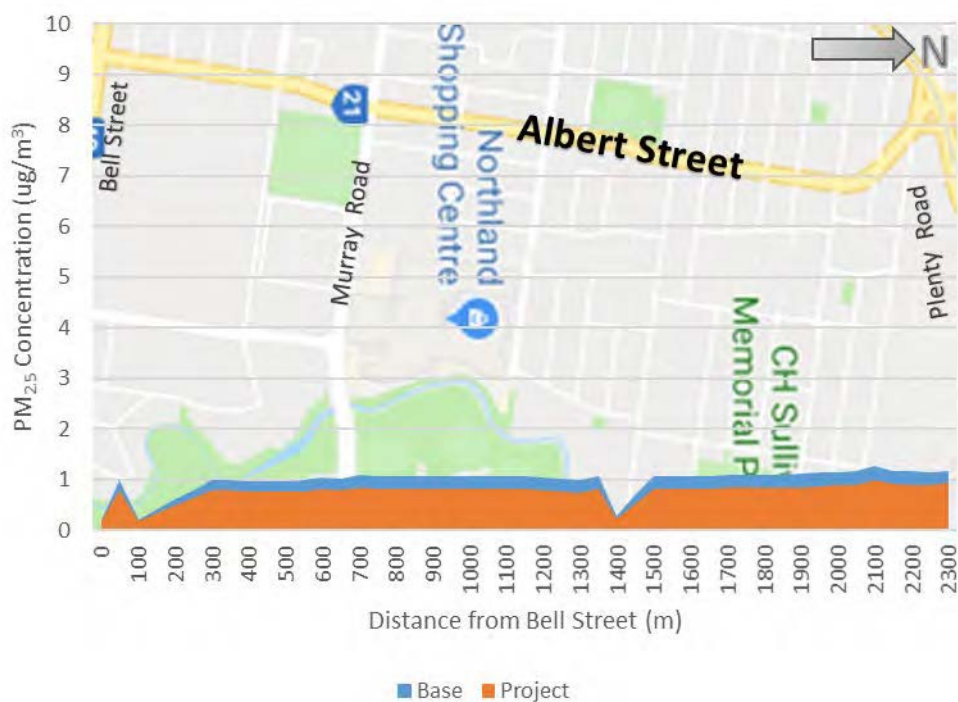 10
9
8
7
6
5
4
3
2
1
0
PM2.5 Concentration (ug/m³)
Bell Street
21
Murray Road
Northland
Shopping Centre
Albert Street
N
Plenty Road
CH Sulli
Memorial P
0
100
200
300
400
500
600
700
800
900
1000
1100
1200
1300
1400
1500
1600
1700
1800
1900
2000
2100
2200
2300
Distance from Bell Street (m)
Base
Project